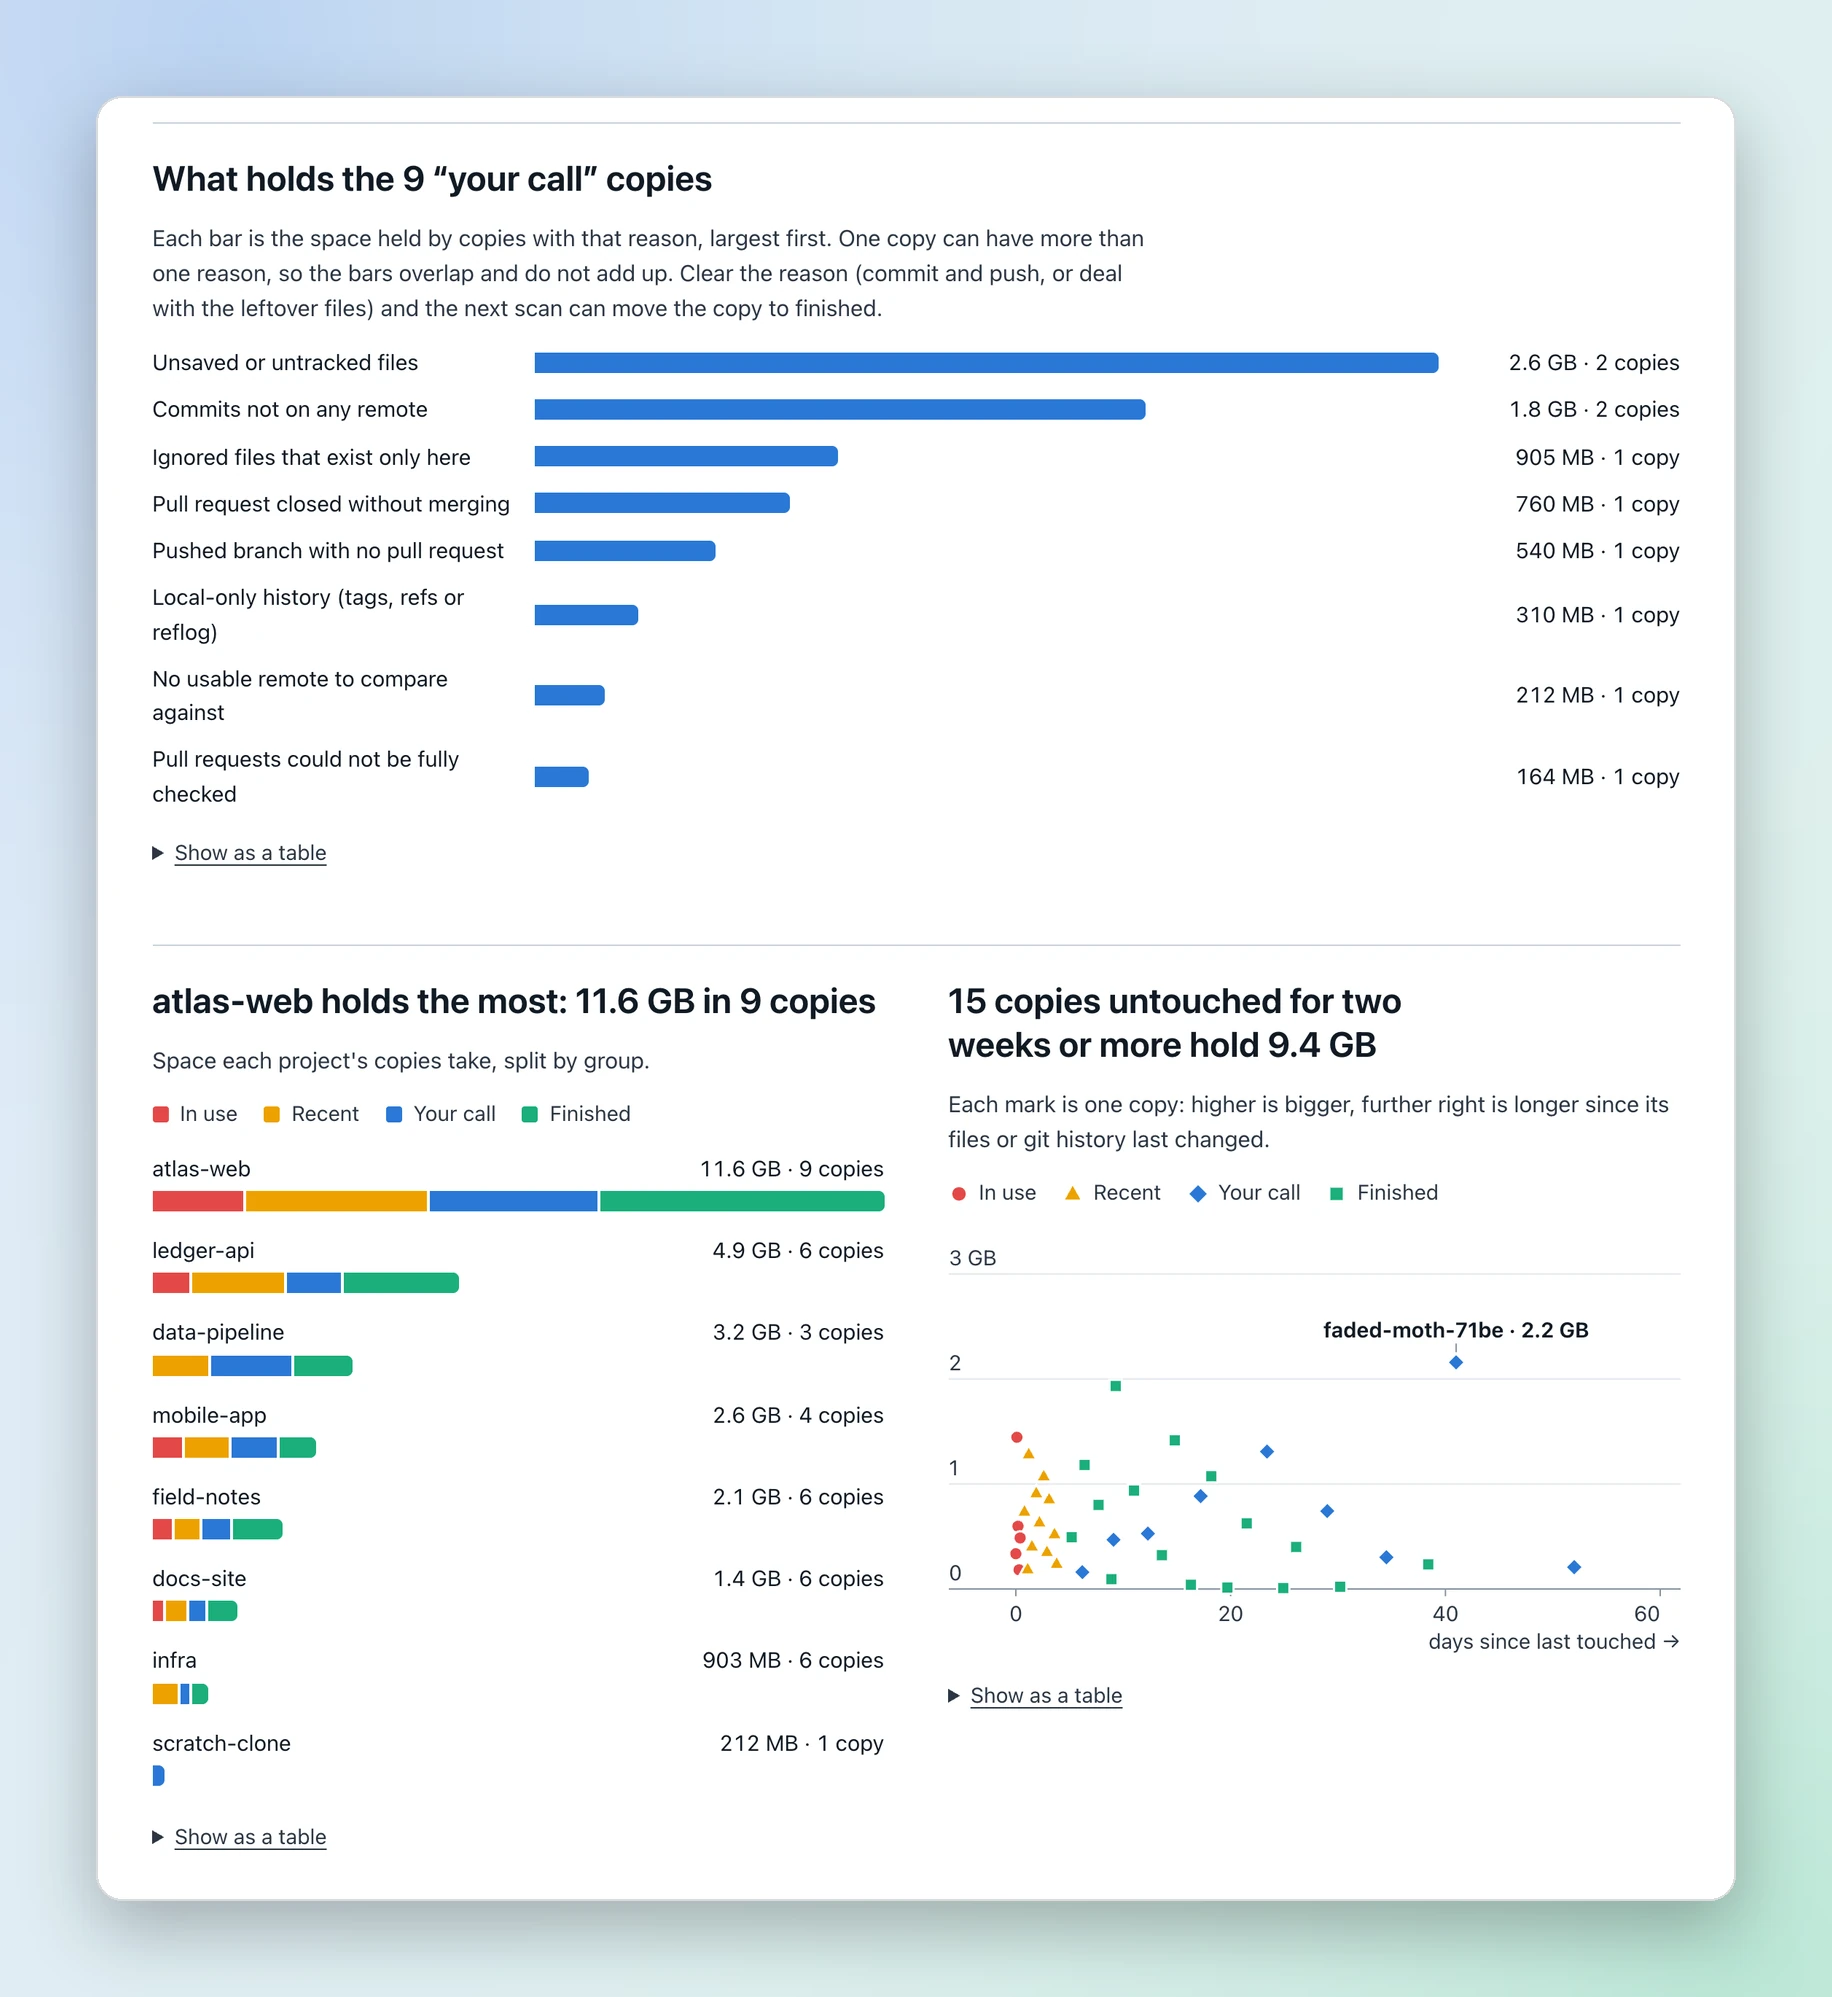 What holds the 9 “your call” copies
Each bar is the space held by copies with that reason, largest first. One copy can have more than
one reason, so the bars overlap and do not add up. Clear the reason (commit and push, or deal
with the leftover files) and the next scan can move the copy to finished.
Unsaved or untracked files
2.6 GB · 2 copies
Commits not on any remote
1.8 GB · 2 copies
Ignored files that exist only here
905 MB · 1 copy
Pull request closed without merging
760 MB · 1 copy
Pushed branch with no pull request
540 MB · 1 copy
Local-only history (tags, refs or
reflog)
310 MB · 1 copy
No usable remote to compare
against
212 MB · 1 copy
Pull requests could not be fully
checked
164 MB · 1 copy
Show as a table
atlas-web holds the most: 11.6 GB in 9 copies
Space each project's copies take, split by group.
In use Recent Your call Finished
atlas-web
11.6 GB · 9 copies
ledger-api
4.9 GB · 6 copies
data-pipeline
3.2 GB · 3 copies
mobile-app
2.6 GB · 4 copies
field-notes
2.1 GB · 6 copies
docs-site
1.4 GB · 6 copies
infra
903 MB · 6 copies
scratch-clone
212 MB · 1 copy
Show as a table
15 copies untouched for two
weeks or more hold 9.4 GB
Each mark is one copy: higher is bigger, further right is longer since its
files or git history last changed.
In use Recent Your call Finished
3 GB
faded-moth-71be · 2.2 GB
2
1
0
0 20 40 60
days since last touched →
Show as a table